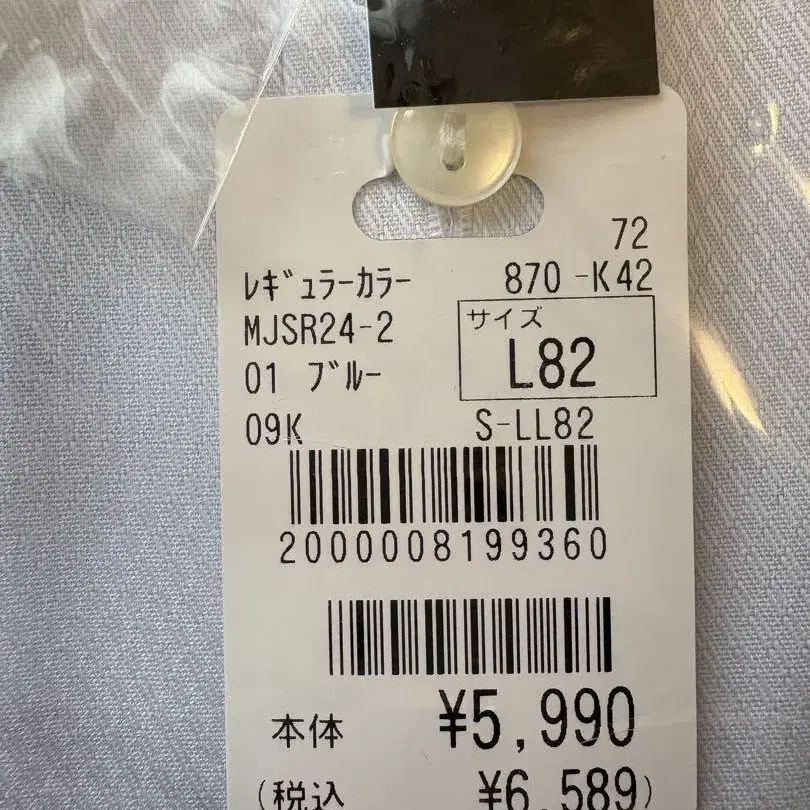 72
ﾚｷﾞｭﾗｰｶﾗｰ 870 -K42
MJSR24-2
サイズ
L82
01 ﾌﾞﾙｰ
09K S-LL82
2000008199360
本体 ¥5,990
(税込 ¥6,589)